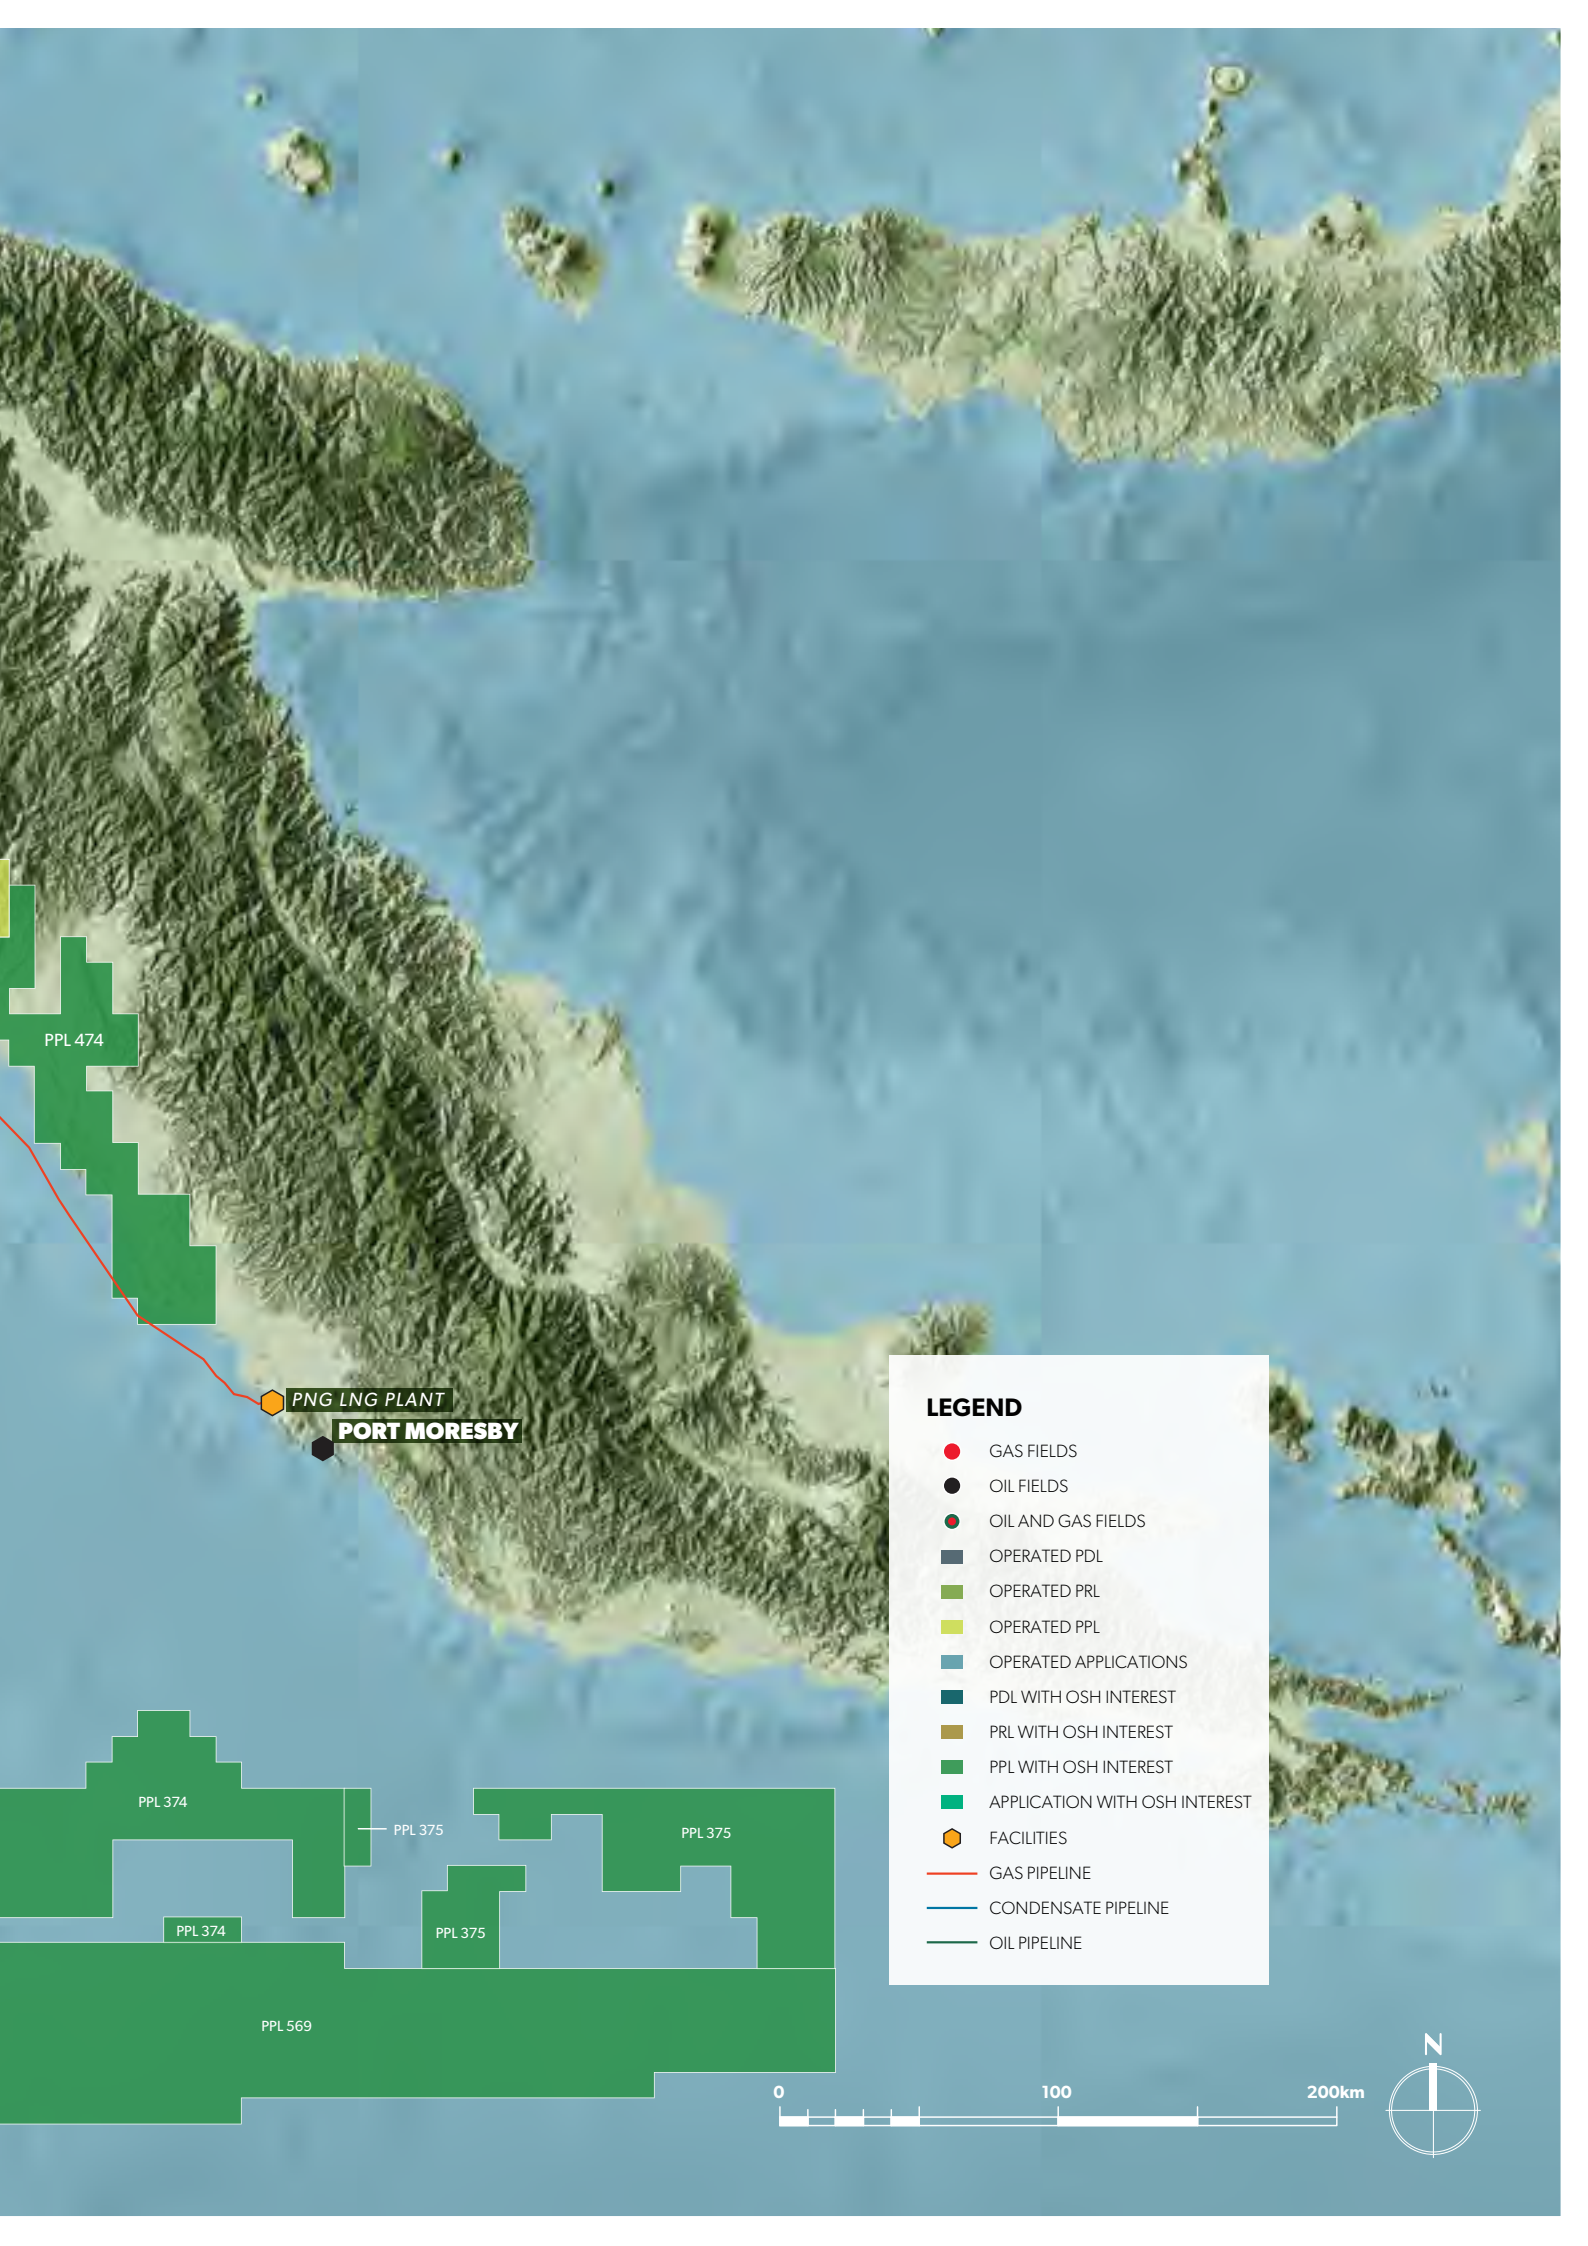 PPL 474
PNG LNG PLANT
PORT MORESBY
LEGEND
GAS FIELDS
OIL FIELDS
OIL AND GAS FIELDS
OPERATED PDL
OPERATED PRL
OPERATED PPL
OPERATED APPLICATIONS
PDL WITH OSH INTEREST
PRL WITH OSH INTEREST
PPL WITH OSH INTEREST
APPLICATION WITH OSH INTEREST
FACILITIES
GAS PIPELINE
CONDENSATE PIPELINE
OIL PIPELINE
PPL 374
PPL 375
PPL 375
PPL 374
PPL 375
PPL 569
N
0 100 200km